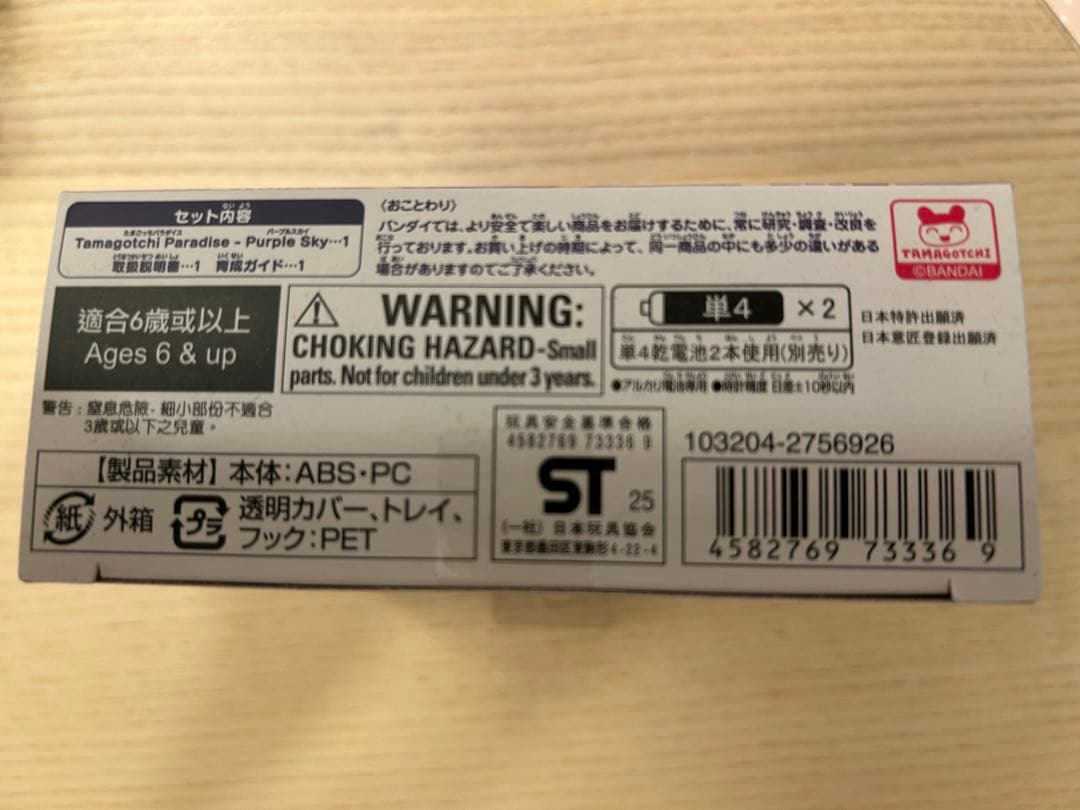 セット内容
Tamagotchi Paradise - Purple Sky…1
取扱説明書…1 育成ガイド…1
〈おことわり〉
バンダイでは、より安全で楽しい商品をお届けするために、常に研究・調査・改良を
行っております。お買い上げの時期によって、同一商品の中にも多少の違いがある
場合がありますのでご了承ください。
TAMAGOTCHI
©BANDAI
適合6歲或以上
Ages 6 & up
WARNING:
CHOKING HAZARD-Small
parts. Not for children under 3 years.
単4 ×2
単4乾電池2本使用(別売り)
●アルカリ電池専用 ●時計精度 日差±10秒以内
日本特許出願済
日本意匠登録出願済
警告:窒息危險- 細小部份不適合
3歲或以下之兒童。
【製品素材】本体:ABS・PC
紙 外箱
プラ 透明カバー、トレイ、
フック:PET
玩具安全基準合格
4582769 73336 9
ST 25
(一社) 日本玩具協会
東京都墨田区東駒形4-22-4
103204-2756926
4582769 73336 9